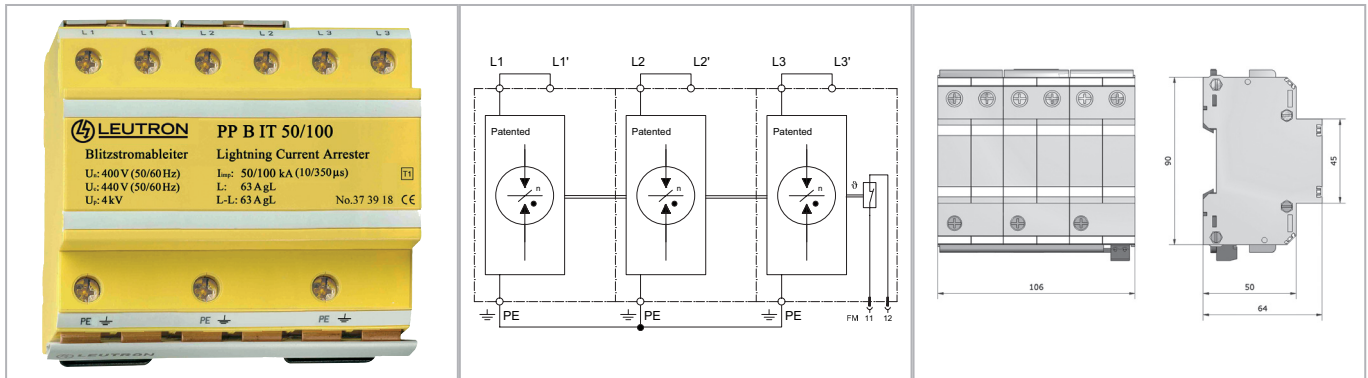 L1 L1 L2 L2 L3 L3
LEUTRON PP B IT 50/100
Blitzstromableiter Lightning Current Arrester
Uₙ: 400 V (50/60 Hz) Iimp: 50/100 kA (10/350 µs) T1
U꜀: 440 V (50/60 Hz) L: 63 A gL
Uₚ: 4 kV L-L: 63 A gL No.37 39 18 CE
PE PE PE
LEUTRON
L1 L1' L2 L2' L3 L3'
Patented Patented Patented
n n n ϑ
PE PE PE FM 11 12
90
45
106
50
64